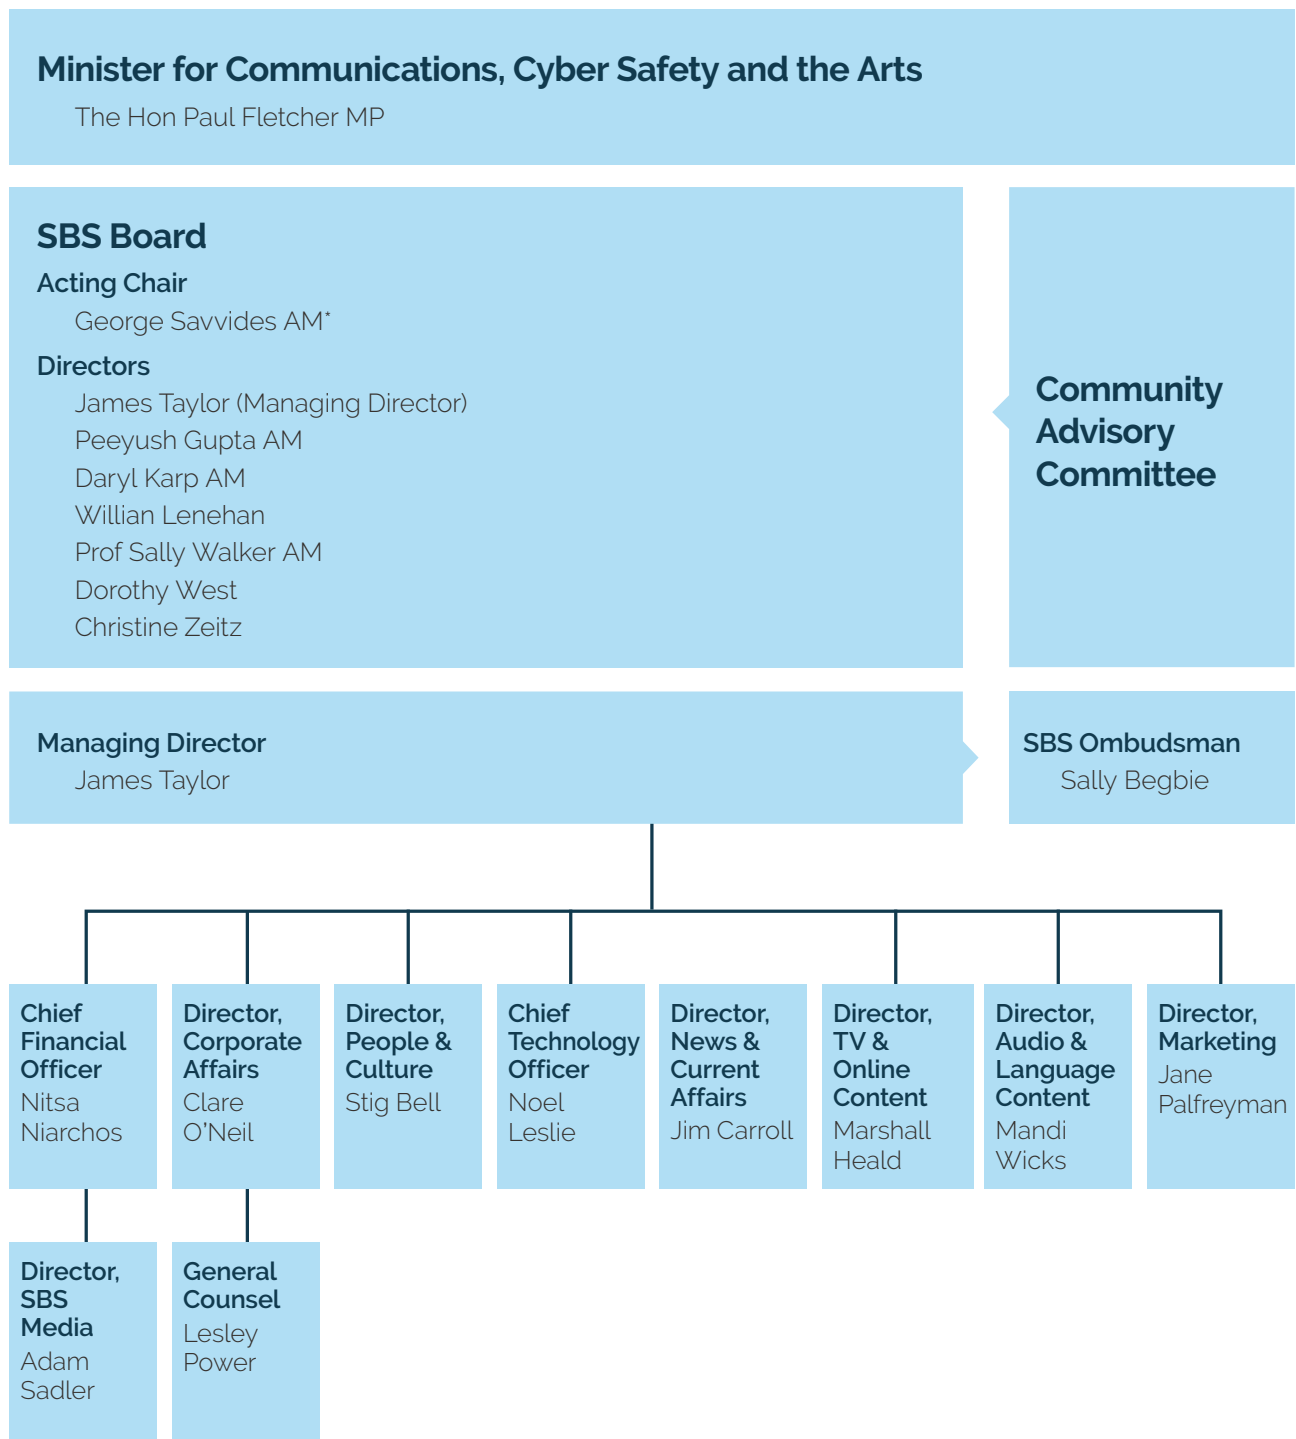 Minister for Communications, Cyber Safety and the Arts
The Hon Paul Fletcher MP
SBS Board
Acting Chair
George Savvides AM*
Directors
James Taylor (Managing Director)
Peeyush Gupta AM
Daryl Karp AM
Willian Lenehan
Prof Sally Walker AM
Dorothy West
Christine Zeitz
Community
Advisory
Committee
Managing Director
James Taylor
SBS Ombudsman
Sally Begbie
Chief
Financial
Officer
Nitsa
Niarchos
Director,
Corporate
Affairs
Clare
O'Neil
Director,
People &
Culture
Stig Bell
Chief
Technology
Officer
Noel
Leslie
Director,
News &
Current
Affairs
Jim Carroll
Director,
TV &
Online
Content
Marshall
Heald
Director,
Audio &
Language
Content
Mandi
Wicks
Director,
Marketing
Jane
Palfreyman
Director,
SBS
Media
Adam
Sadler
General
Counsel
Lesley
Power